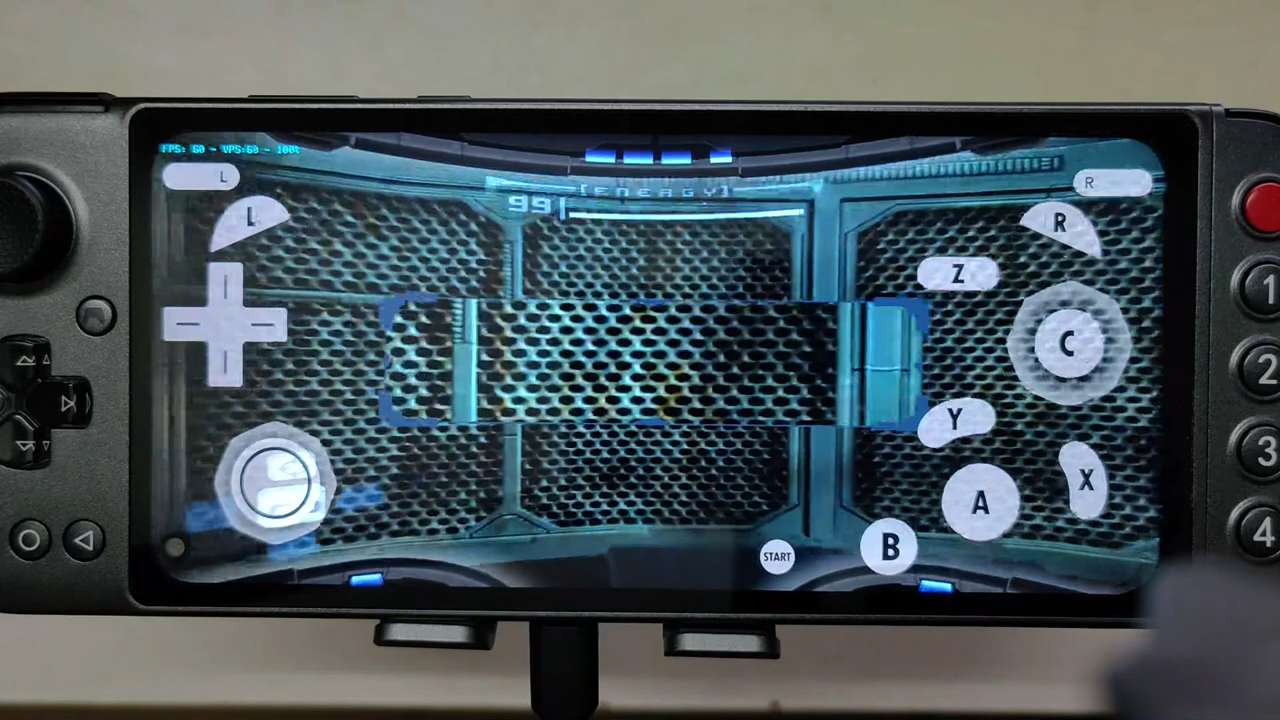 FPS: 60 - VPS:60 - 100%
L
R
[ENERGY]
99
L
R
Z
C
Y
X
A
B
START
1
2
3
4